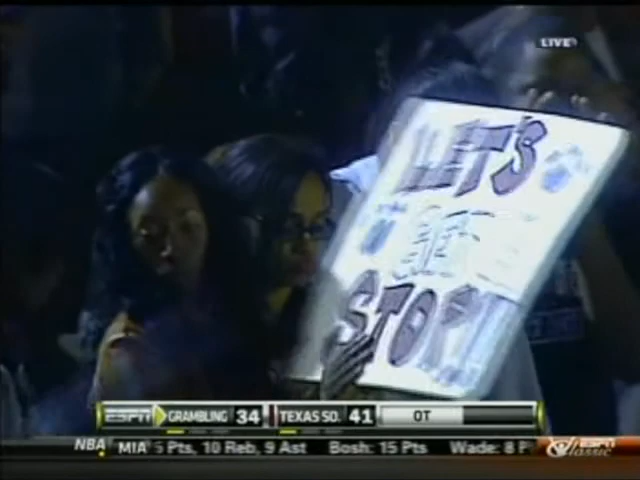 LIVE
LET'S
STOP!!!
ESPN GRAMBLING 34 TEXAS SO. 41 OT
NBA MIA 5 Pts, 10 Reb, 9 Ast Bosh: 15 Pts Wade: 8 P
ESPN Classic